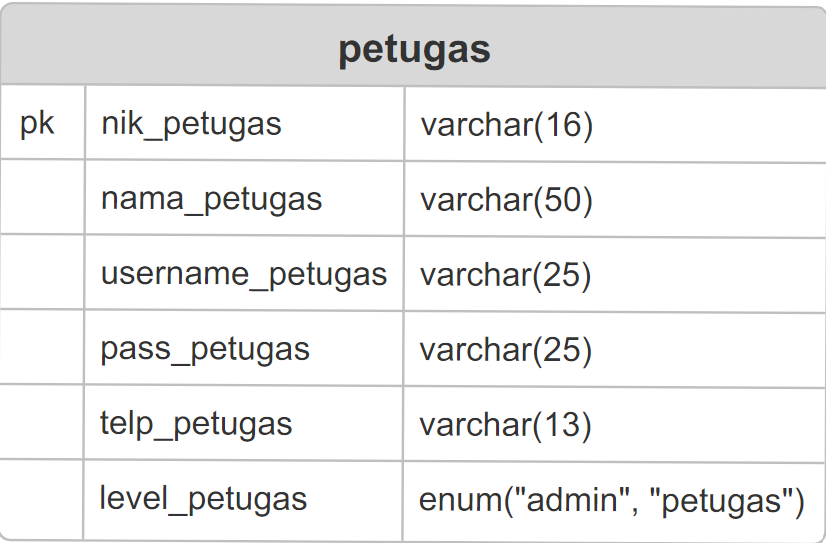 petugas
pk nik_petugas varchar(16)
nama_petugas varchar(50)
username_petugas varchar(25)
pass_petugas varchar(25)
telp_petugas varchar(13)
level_petugas enum("admin", "petugas")